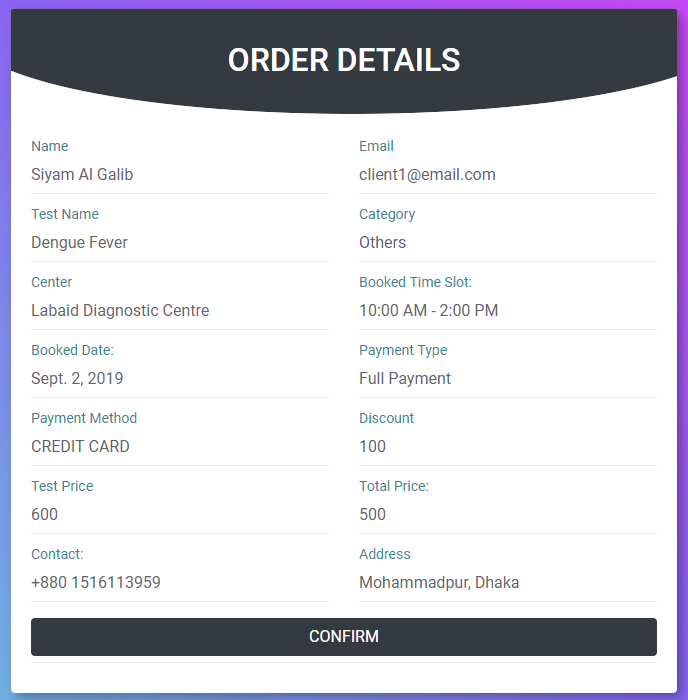 ORDER DETAILS
Name
Siyam Al Galib
Email
client1@email.com
Test Name
Dengue Fever
Category
Others
Center
Labaid Diagnostic Centre
Booked Time Slot:
10:00 AM - 2:00 PM
Booked Date:
Sept. 2, 2019
Payment Type
Full Payment
Payment Method
CREDIT CARD
Discount
100
Test Price
600
Total Price:
500
Contact:
+880 1516113959
Address
Mohammadpur, Dhaka
CONFIRM